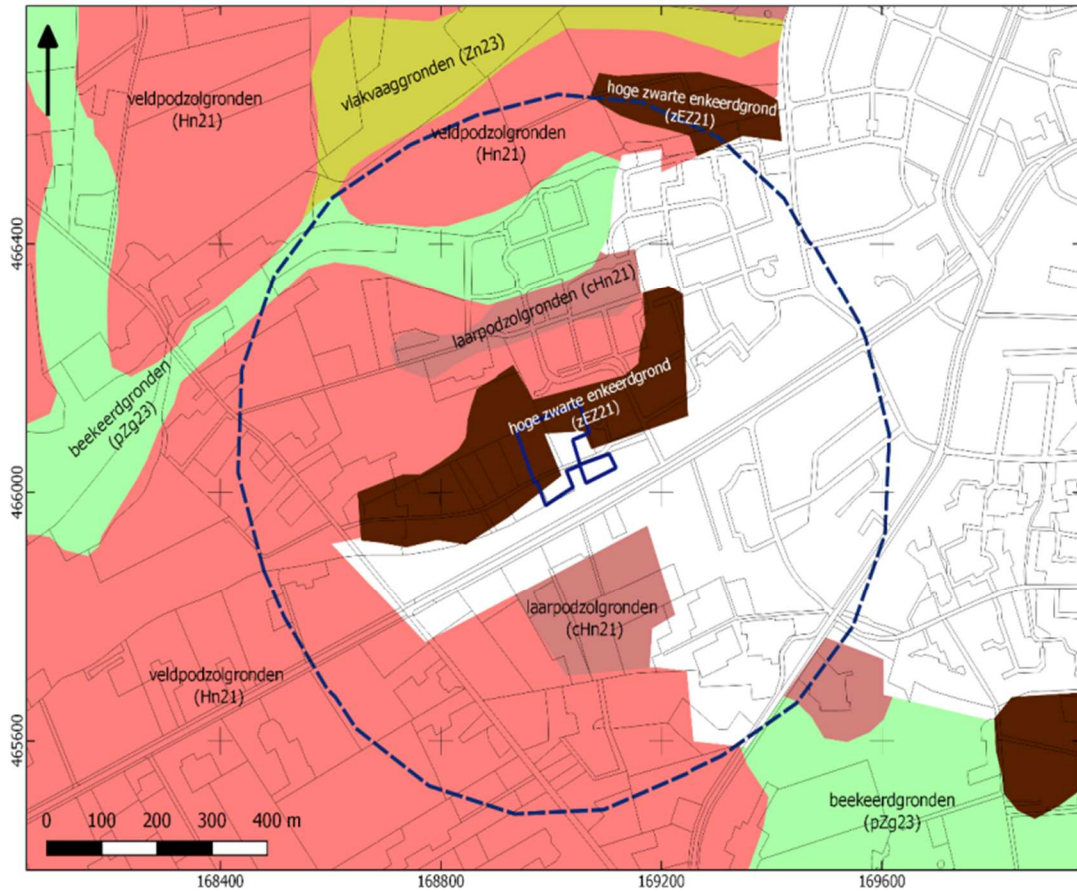 vlakvaaggronden (Zn23)
veldpodzolgronden
(Hn21)
hoge zwarte enkeerdgrond
(zEZ21)
veldpodzolgronden
(Hn21)
466400
laarpodzolgronden (cHn21)
beekeerdgronden
(pZg23)
hoge zwarte enkeerdgrond
(zEZ21)
466000
laarpodzolgronden
(cHn21)
veldpodzolgronden
(Hn21)
465600
beekeerdgronden
(pZg23)
0 100 200 300 400 m
168400 168800 169200 169600